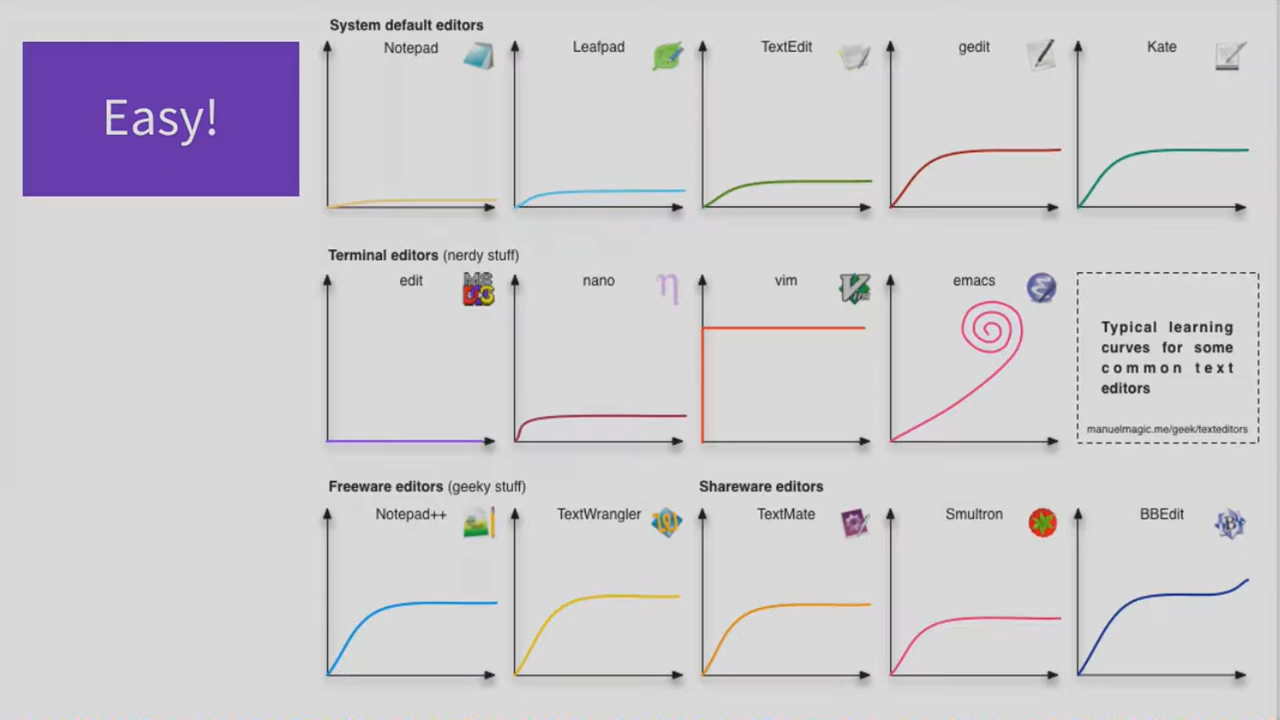 Easy!
System default editors
Notepad
Leafpad
TextEdit
gedit
Kate
Terminal editors (nerdy stuff)
edit
MS
nano
η
vim
emacs
Typical learning
curves for some
common text
editors
manuelmagic.me/geek/texteditors
Freeware editors (geeky stuff)
Shareware editors
Notepad++
TextWrangler
TextMate
Smultron
BBEdit
B